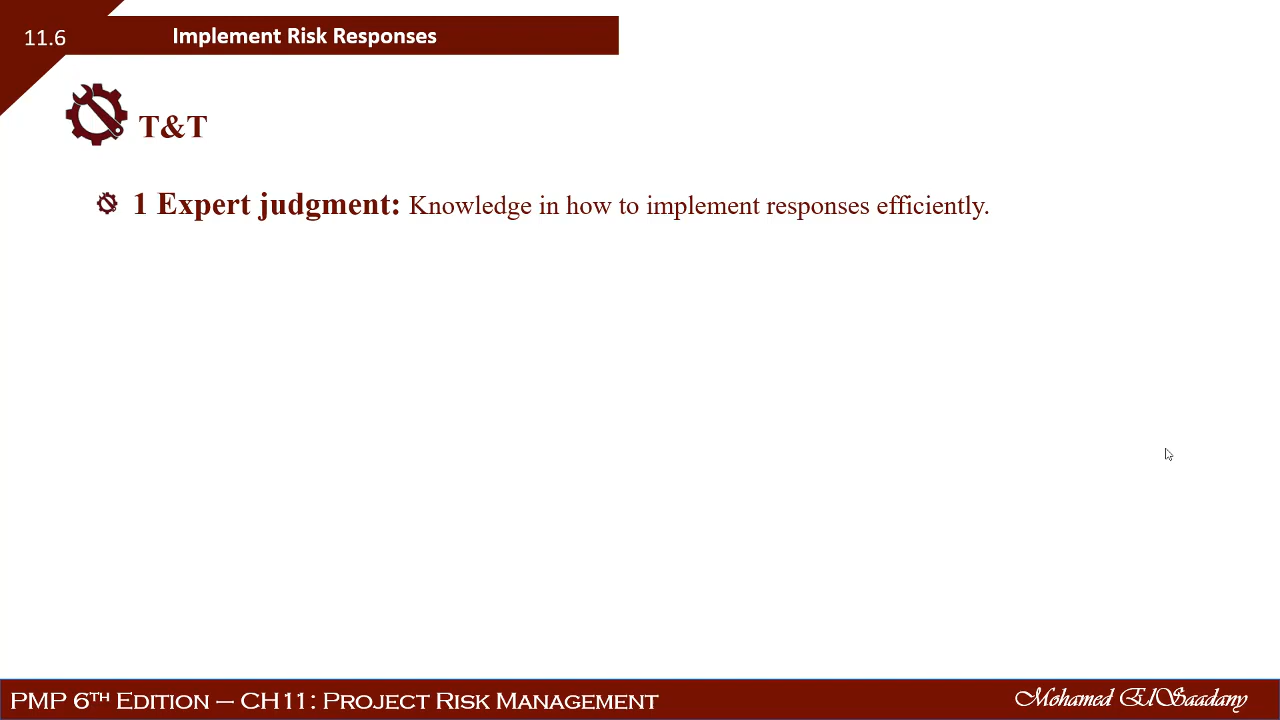 11.6
Implement Risk Responses
T&T
1 Expert judgment: Knowledge in how to implement responses efficiently.
PMP 6TH EDITION – CH11: PROJECT RISK MANAGEMENT
Mohamed ElSaadany